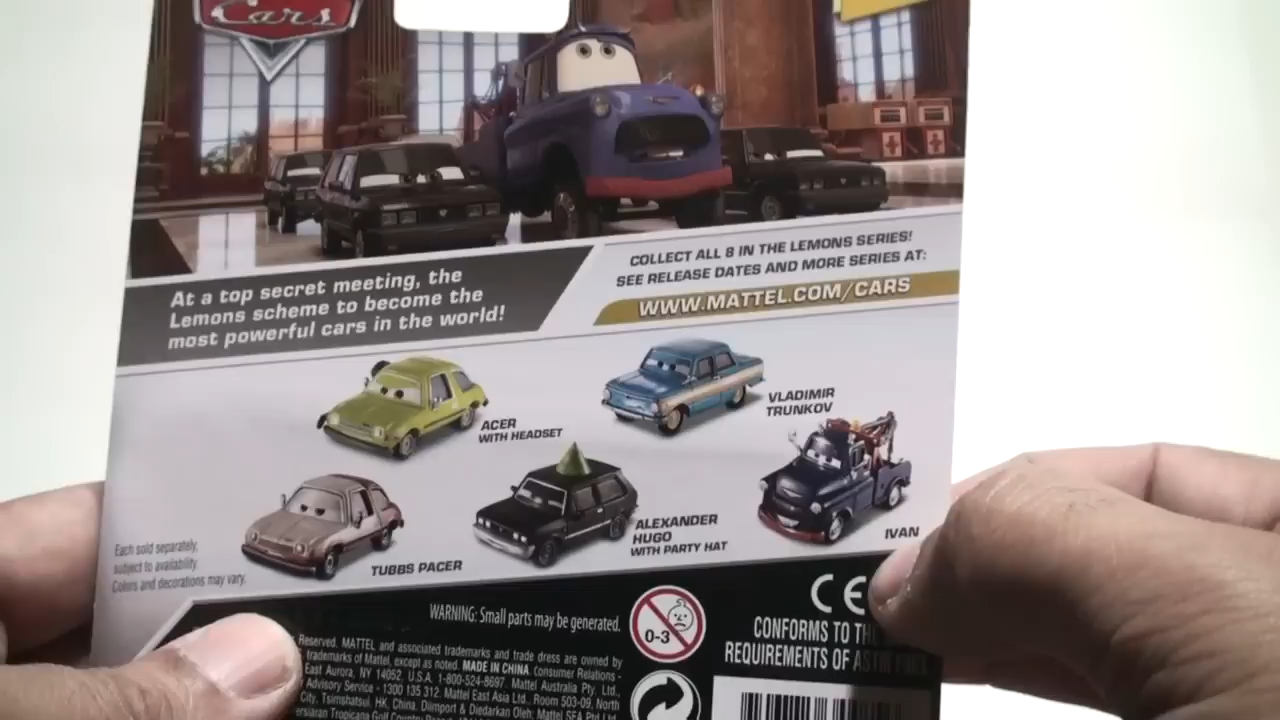 Cars
At a top secret meeting, the
Lemons scheme to become the
most powerful cars in the world!
COLLECT ALL 8 IN THE LEMONS SERIES!
SEE RELEASE DATES AND MORE SERIES AT:
WWW.MATTEL.COM/CARS
ACER
WITH HEADSET
VLADIMIR
TRUNKOV
TUBBS PACER
ALEXANDER
HUGO
WITH PARTY HAT
IVAN
Each sold separately,
subject to availability.
Colors and decorations may vary.
WARNING: Small parts may be generated.
0-3
CE
CONFORMS TO TH
REQUIREMENTS OF
Reserved. MATTEL and associated trademarks and trade dress are owned by
trademarks of Mattel, except as noted. MADE IN CHINA. Consumer Relations -
East Aurora, NY 14052, U.S.A. 1-800-524-8697. Mattel Australia Pty. Ltd.,
Advisory Service - 1300 135 312. Mattel East Asia Ltd., Room 503-09, North
City, Tsimshatsui, HK, China. Diimport & Diedarkan Oleh: Mattel SEA Ptd Ltd
Tropicana Golf Country